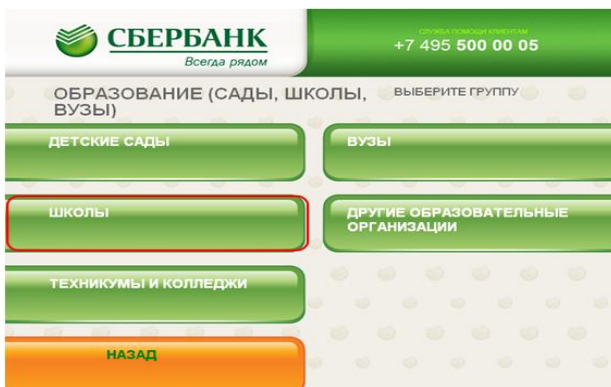 СБЕРБАНК
Всегда рядом
СЛУЖБА ПОМОЩИ КЛИЕНТАМ
+7 495 500 00 05
ОБРАЗОВАНИЕ (САДЫ, ШКОЛЫ,
ВУЗЫ)
ВЫБЕРИТЕ ГРУППУ
ДЕТСКИЕ САДЫ
ВУЗЫ
ШКОЛЫ
ДРУГИЕ ОБРАЗОВАТЕЛЬНЫЕ
ОРГАНИЗАЦИИ
ТЕХНИКУМЫ И КОЛЛЕДЖИ
НАЗАД